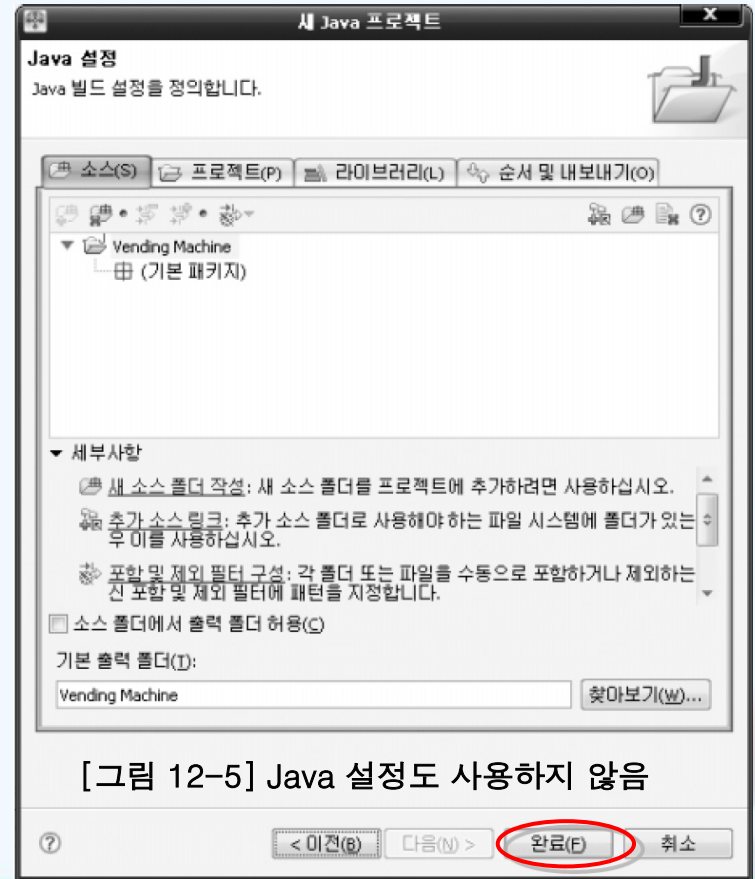 새 Java 프로젝트
Java 설정
Java 빌드 설정을 정의합니다.
소스(S) 프로젝트(P) 라이브러리(L) 순서 및 내보내기(O)
Vending Machine
(기본 패키지)
세부사항
새 소스 폴더 작성: 새 소스 폴더를 프로젝트에 추가하려면 사용하십시오.
추가 소스 링크: 추가 소스 폴더로 사용해야 하는 파일 시스템에 폴더가 있는
우 이를 사용하십시오.
포함 및 제외 필터 구성: 각 폴더 또는 파일을 수동으로 포함하거나 제외하는
신 포함 및 제외 필터에 패턴을 지정합니다.
소스 폴더에서 출력 폴더 허용(C)
기본 출력 폴더(T):
Vending Machine 찾아보기(W)...
[그림 12-5] Java 설정도 사용하지 않음
< 이전(B) 다음(N) > 완료(F) 취소